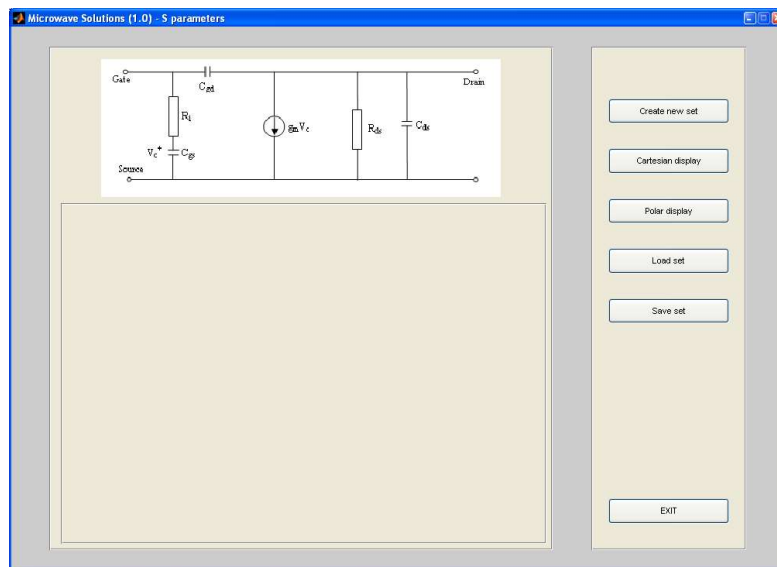 Microwave Solutions (1.0) - S parameters
Gate
Cgd
Drain
Ri
gmVc
Rds
Cds
Vc+
Cgs
Source
Create new set
Cartesian display
Polar display
Load set
Save set
EXIT